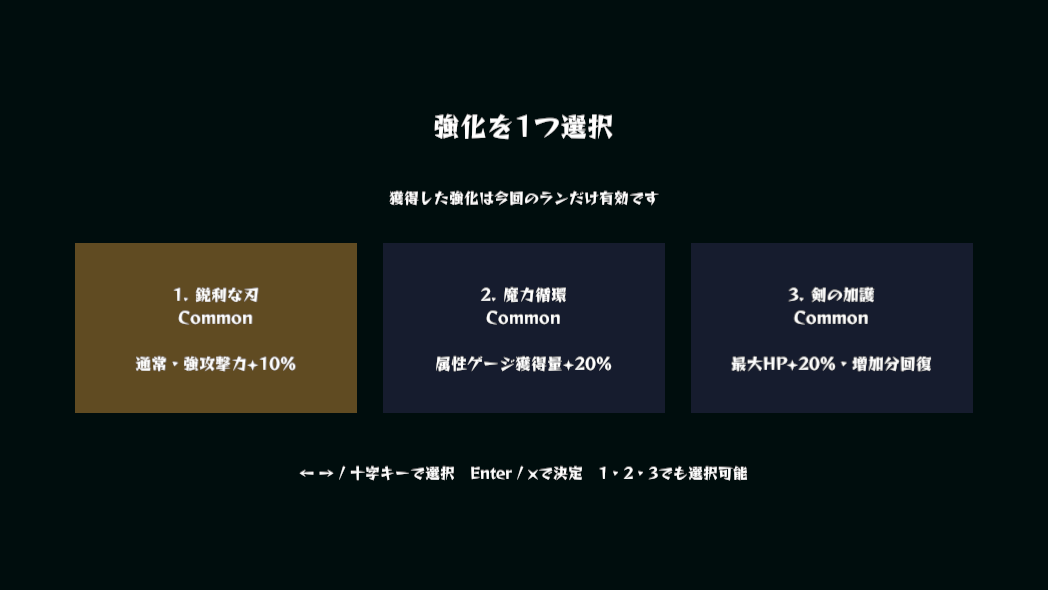 強化を1つ選択
獲得した強化は今回のランだけ有効です
1. 鋭利な刃
Common
通常・強攻撃力+10%
2. 魔力循環
Common
属性ゲージ獲得量+20%
3. 剣の加護
Common
最大HP+20%・増加分回復
←→ / 十字キーで選択　Enter / ×で決定　1・2・3でも選択可能